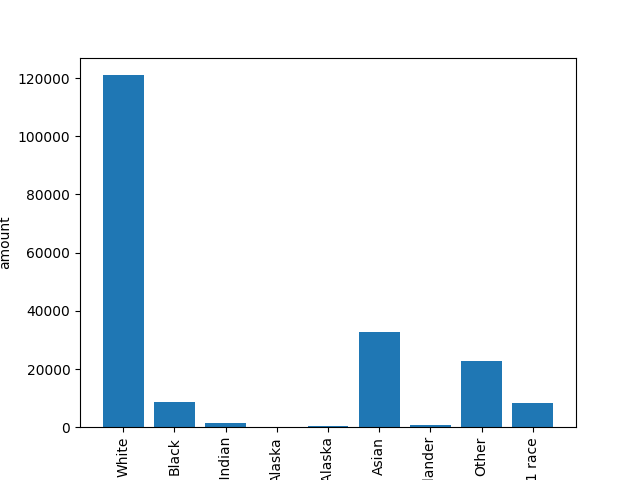 120000
100000
80000
60000
40000
20000
0
amount
White
Black
Indian
Alaska
Alaska
Asian
lander
Other
1 race